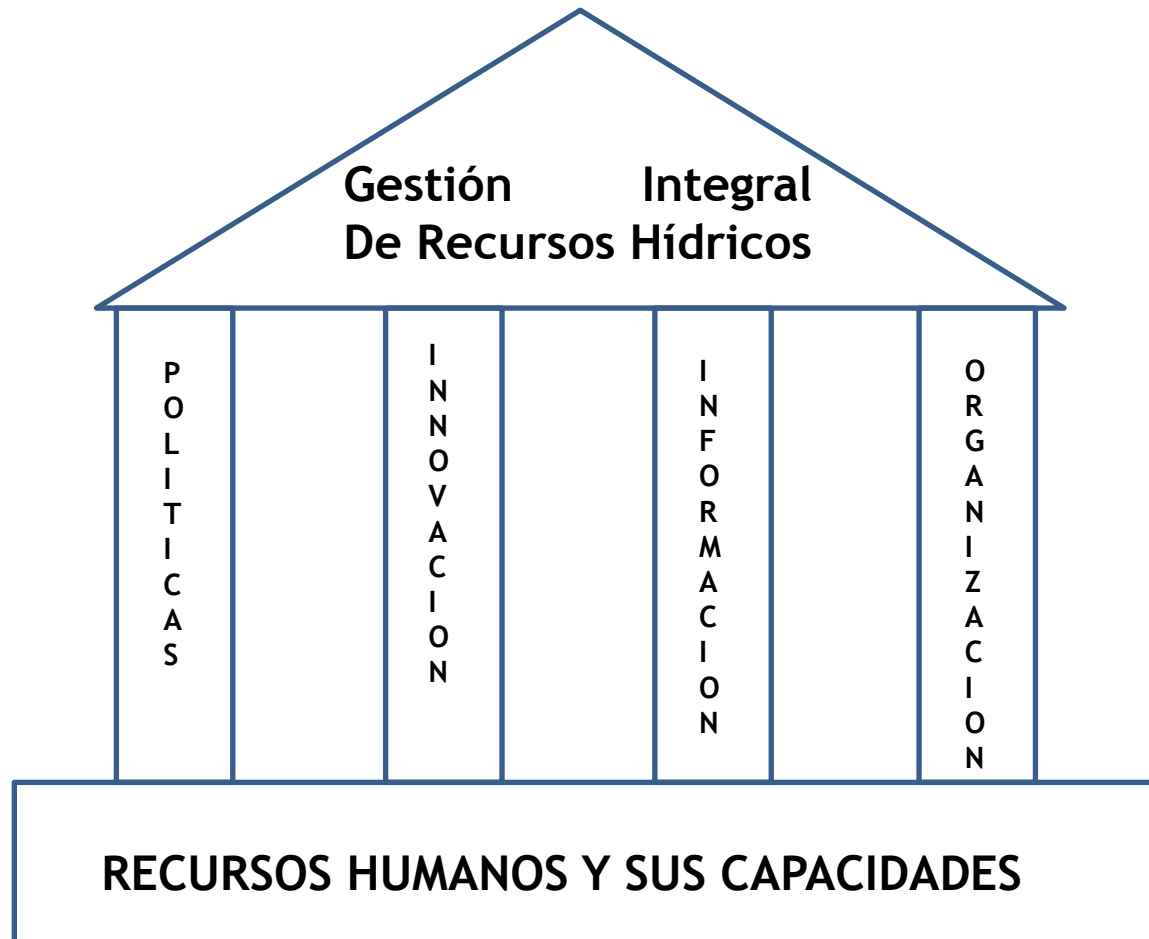 Gestión Integral
De Recursos Hídricos
POLITICAS
INNOVACION
INFORMACION
ORGANIZACION
RECURSOS HUMANOS Y SUS CAPACIDADES